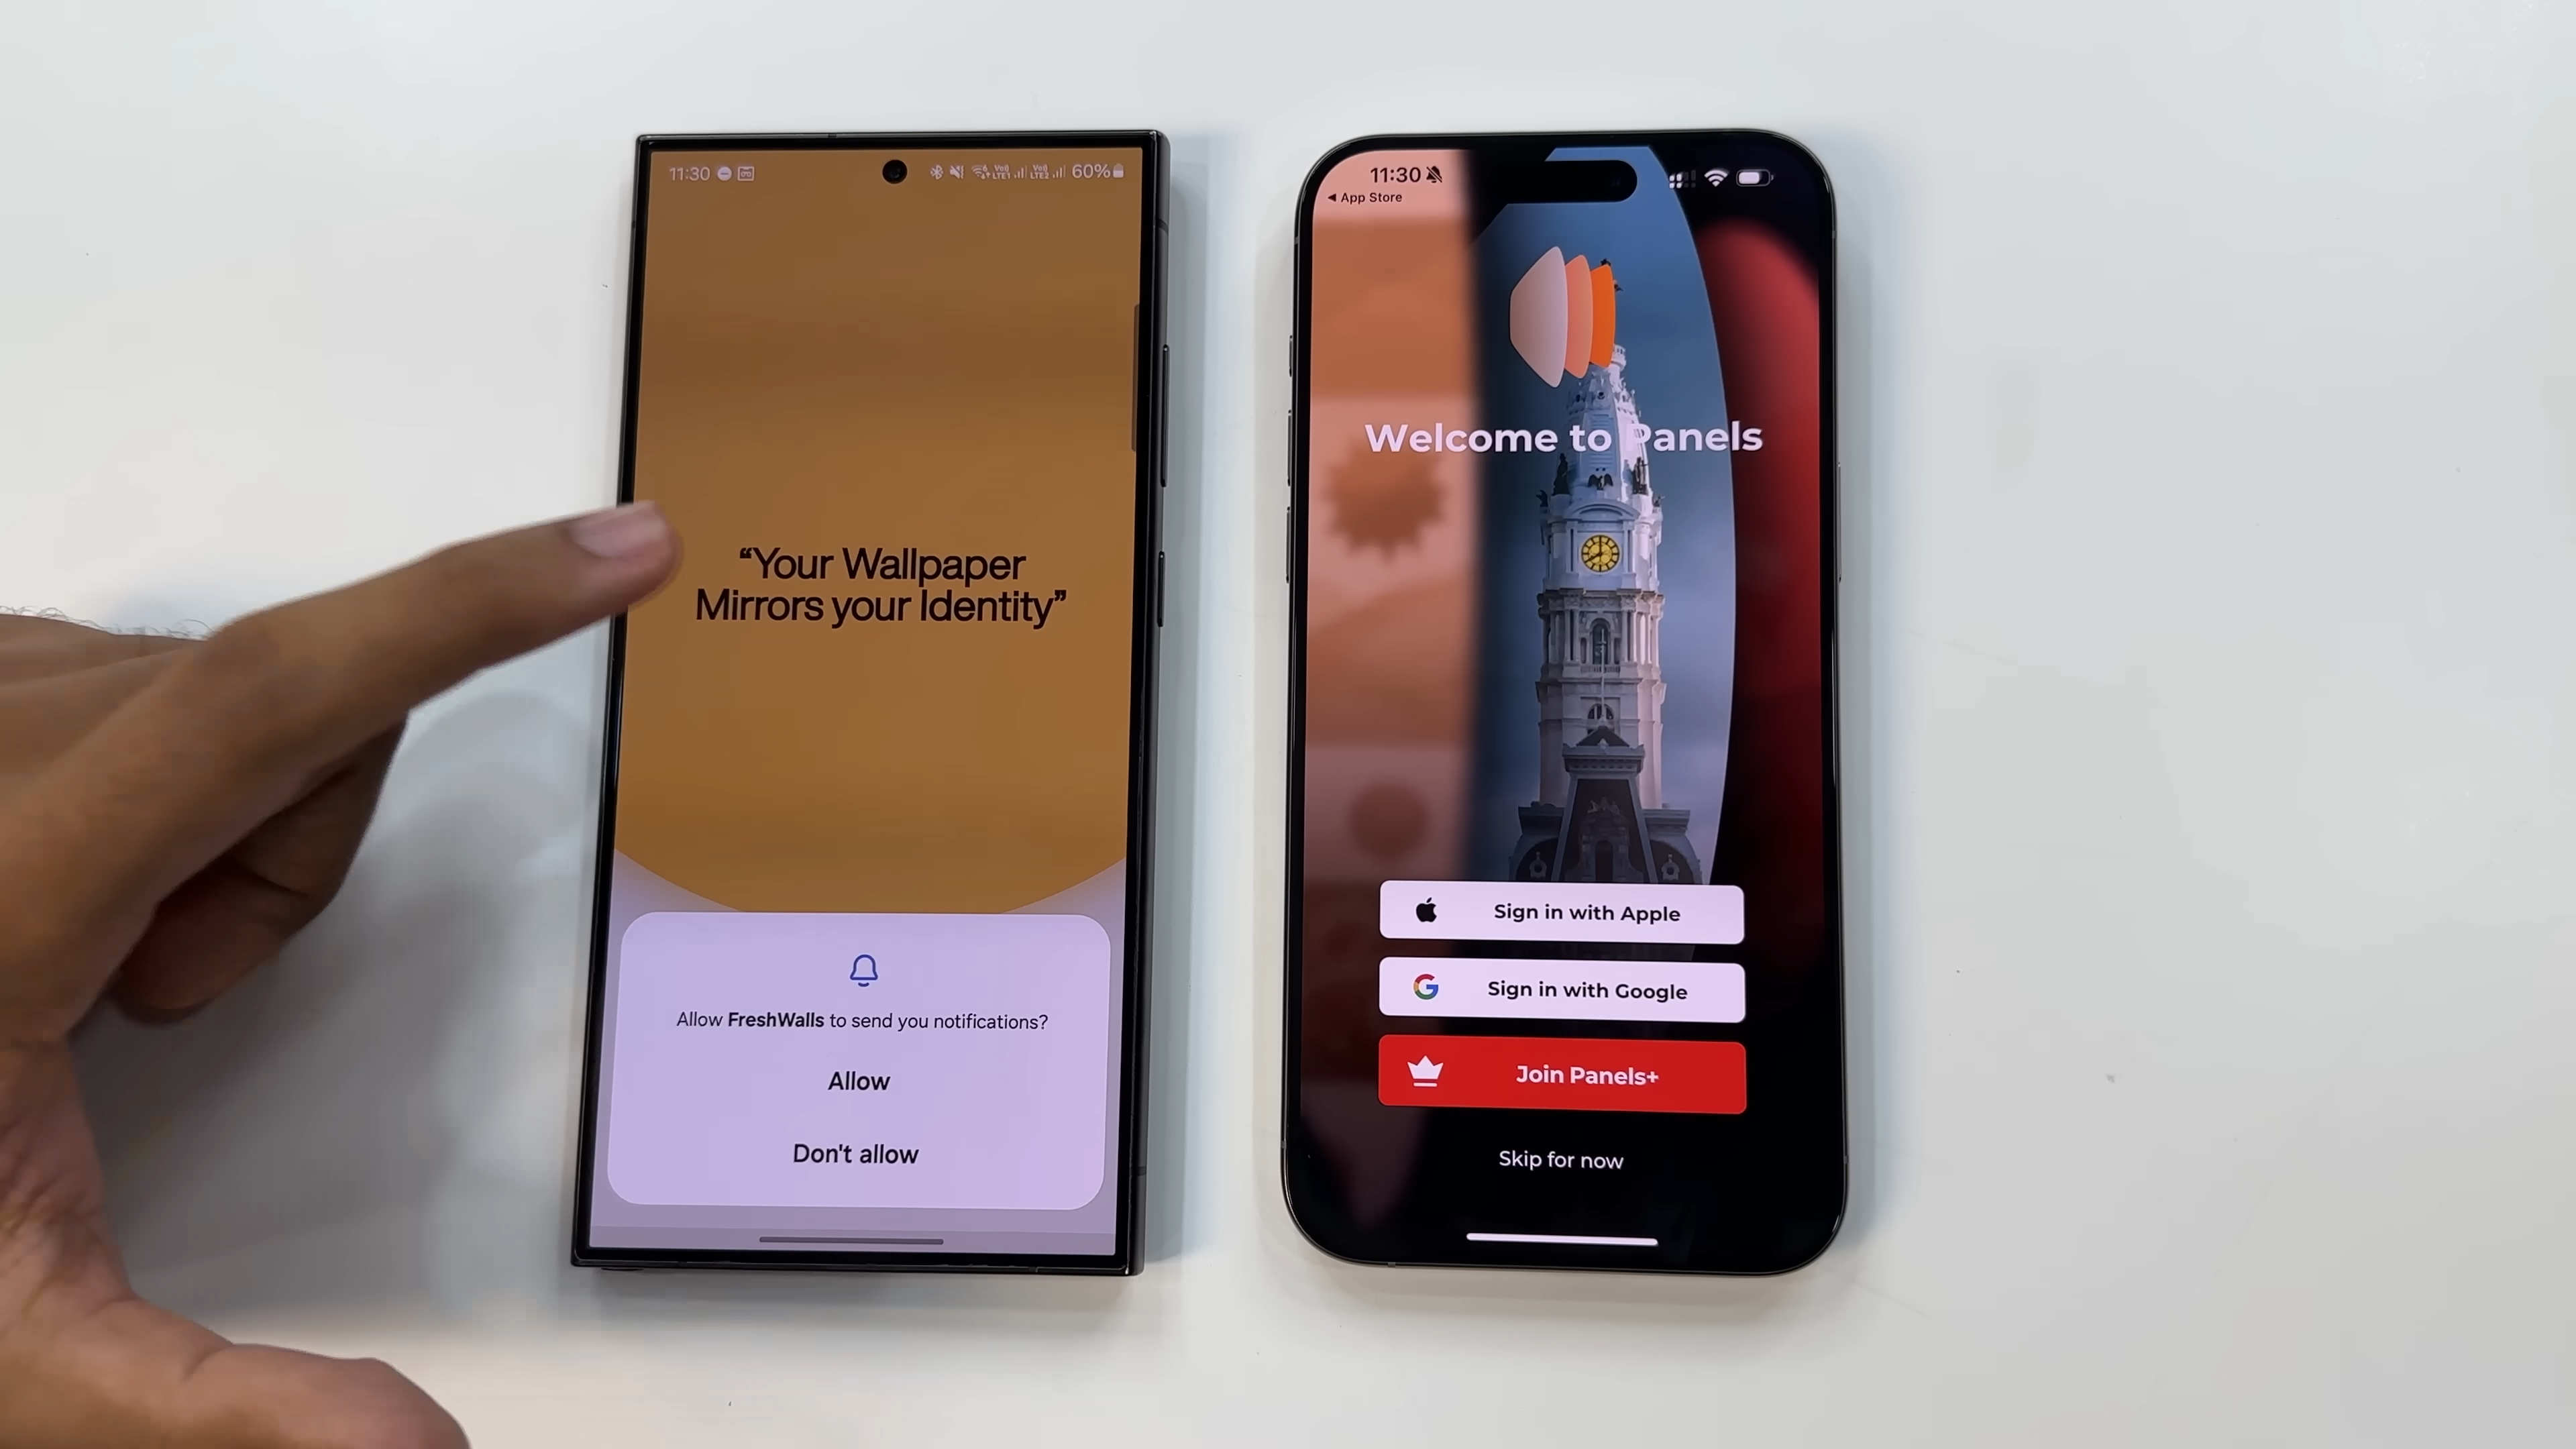 11:30
60%
“Your Wallpaper
Mirrors your Identity”
Allow FreshWalls to send you notifications?
Allow
Don't allow
11:30
◀ App Store
Welcome to Panels
Sign in with Apple
Sign in with Google
Join Panels+
Skip for now